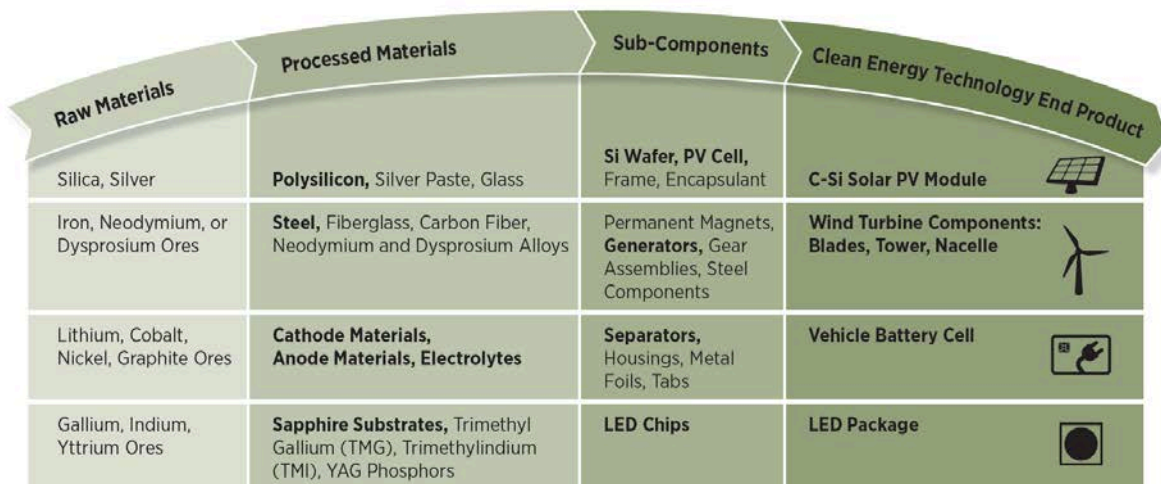 Raw Materials
Processed Materials
Sub-Components
Clean Energy Technology End Product
Silica, Silver
Polysilicon, Silver Paste, Glass
Si Wafer, PV Cell,
Frame, Encapsulant
C-Si Solar PV Module
Iron, Neodymium, or
Dysprosium Ores
Steel, Fiberglass, Carbon Fiber,
Neodymium and Dysprosium Alloys
Permanent Magnets,
Generators, Gear
Assemblies, Steel
Components
Wind Turbine Components:
Blades, Tower, Nacelle
Lithium, Cobalt,
Nickel, Graphite Ores
Cathode Materials,
Anode Materials, Electrolytes
Separators,
Housings, Metal
Foils, Tabs
Vehicle Battery Cell
Gallium, Indium,
Yttrium Ores
Sapphire Substrates, Trimethyl
Gallium (TMG), Trimethylindium
(TMI), YAG Phosphors
LED Chips
LED Package